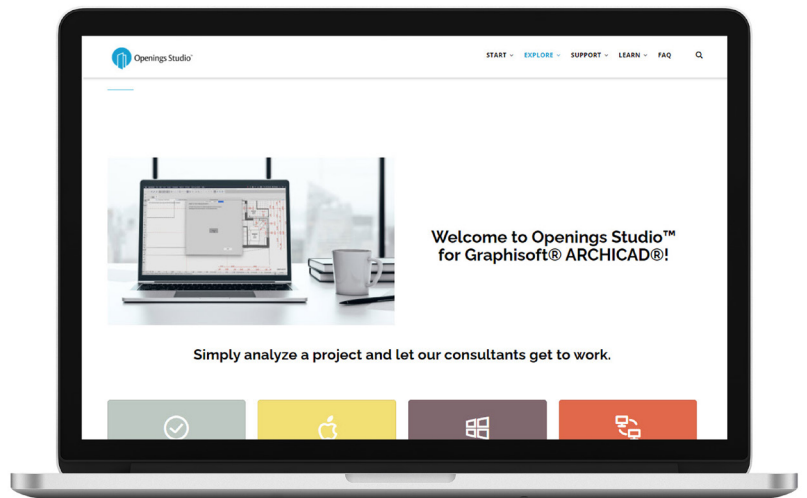 Openings Studio™
START EXPLORE SUPPORT LEARN FAQ
Welcome to Openings Studio™
for Graphisoft® ARCHICAD®!
Simply analyze a project and let our consultants get to work.